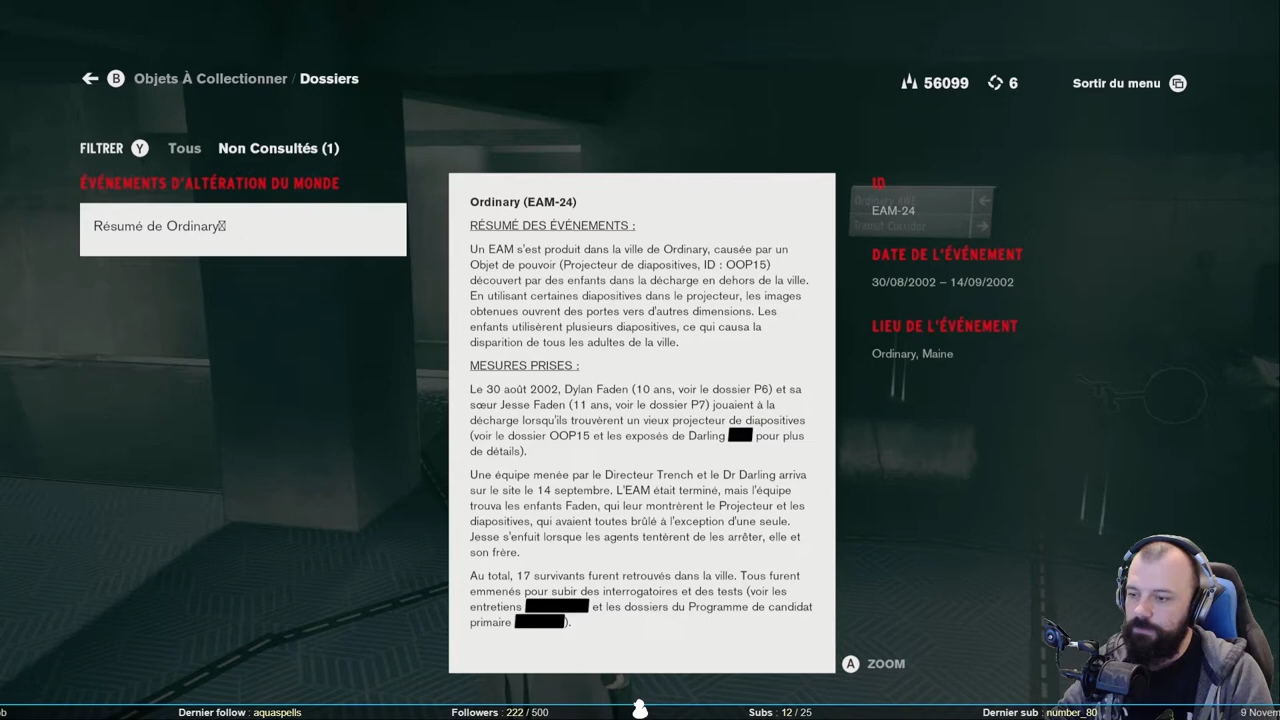 B Objets À Collectionner / Dossiers
56099
6
Sortir du menu
FILTRER Y Tous Non Consultés (1)
ÉVÉNEMENTS D'ALTÉRATION DU MONDE
Résumé de Ordinary
Ordinary (EAM-24)
RÉSUMÉ DES ÉVÉNEMENTS :
Un EAM s'est produit dans la ville de Ordinary, causée par un
Objet de pouvoir (Projecteur de diapositives, ID : OOP15)
découvert par des enfants dans la décharge en dehors de la ville.
En utilisant certaines diapositives dans le projecteur, les images
obtenues ouvrent des portes vers d'autres dimensions. Les
enfants utilisèrent plusieurs diapositives, ce qui causa la
disparition de tous les adultes de la ville.
MESURES PRISES :
Le 30 août 2002, Dylan Faden (10 ans, voir le dossier P6) et sa
sœur Jesse Faden (11 ans, voir le dossier P7) jouaient à la
décharge lorsqu'ils trouvèrent un vieux projecteur de diapositives
(voir le dossier OOP15 et les exposés de Darling pour plus
de détails).
Une équipe menée par le Directeur Trench et le Dr Darling arriva
sur le site le 14 septembre. L'EAM était terminé, mais l'équipe
trouva les enfants Faden, qui leur montrèrent le Projecteur et les
diapositives, qui avaient toutes brûlé à l'exception d'une seule.
Jesse s'enfuit lorsque les agents tentèrent de les arrêter, elle et
son frère.
Au total, 17 survivants furent retrouvés dans la ville. Tous furent
emmenés pour subir des interrogatoires et des tests (voir les
entretiens et les dossiers du Programme de candidat
primaire ).
ID
Ordinary AWE
EAM-24
Transit Corridor
DATE DE L'ÉVÉNEMENT
30/08/2002 – 14/09/2002
LIEU DE L'ÉVÉNEMENT
Ordinary, Maine
A ZOOM
Dernier follow : aquaspells Followers : 222 / 500 Subs : 12 / 25 Dernier sub : number_80 9 Novem